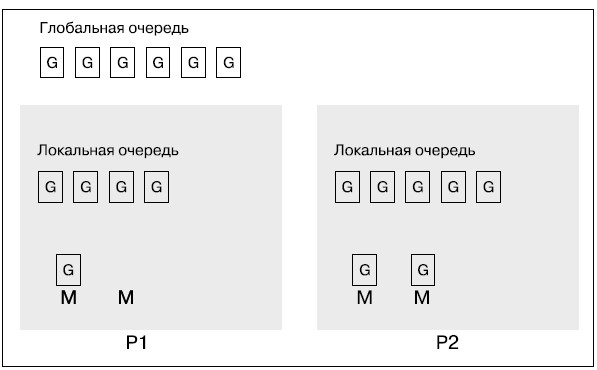 Глобальная очередь
G G G G G G
Локальная очередь Локальная очередь
G G G G G G G G G
G G G
M M M M
P1 P2